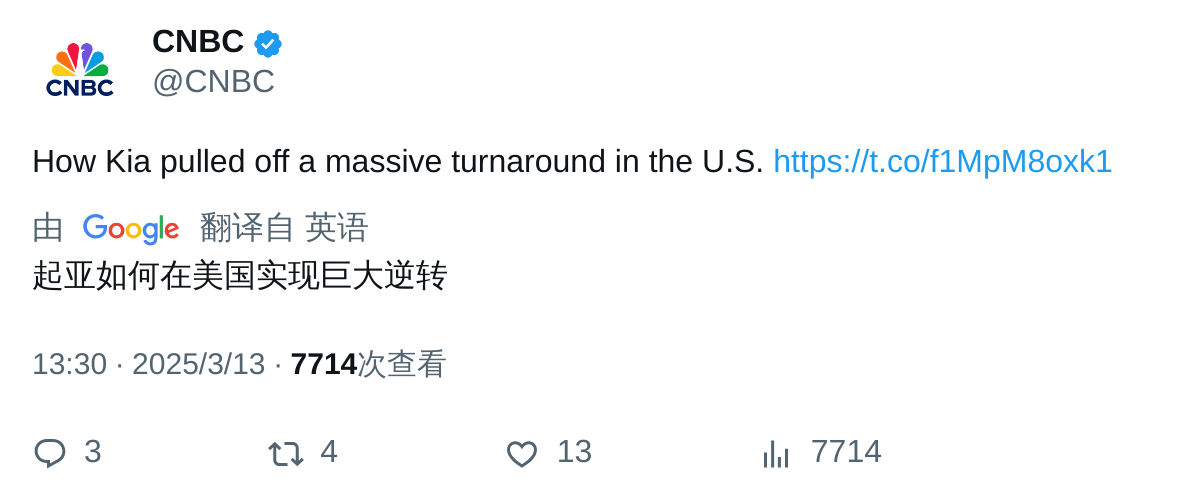 CNBC
CNBC
@CNBC
How Kia pulled off a massive turnaround in the U.S. https://t.co/f1MpM8oxk1
由 Google 翻译自 英语
起亚如何在美国实现巨大逆转
13:30 · 2025/3/13 · 7714次查看
3 4 13 7714